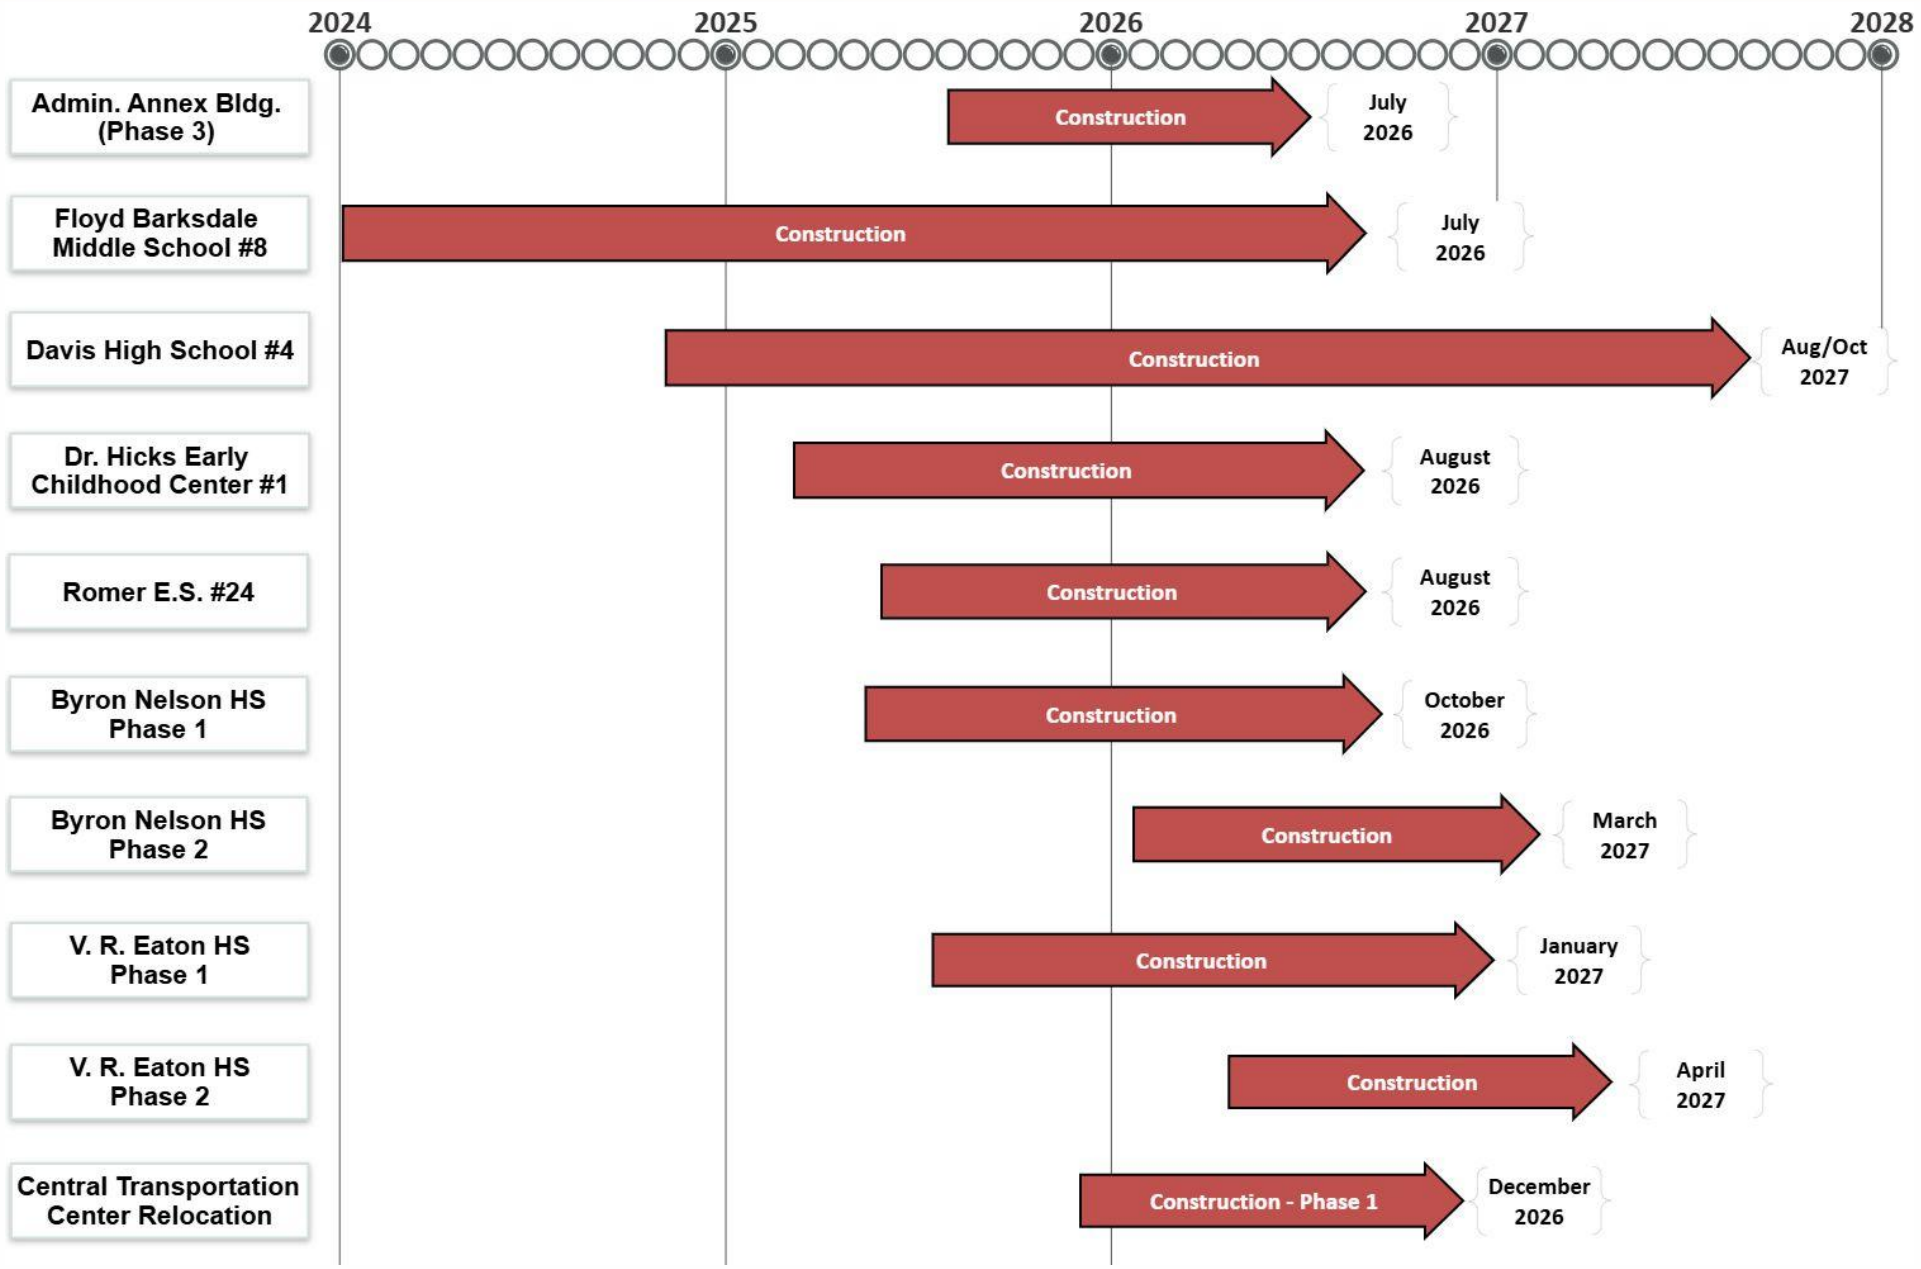 2024 2025 2026 2027 2028
Admin. Annex Bldg.
(Phase 3)
Construction
July
2026
Floyd Barksdale
Middle School #8
Construction
July
2026
Davis High School #4
Construction
Aug/Oct
2027
Dr. Hicks Early
Childhood Center #1
Construction
August
2026
Romer E.S. #24
Construction
August
2026
Byron Nelson HS
Phase 1
Construction
October
2026
Byron Nelson HS
Phase 2
Construction
March
2027
V. R. Eaton HS
Phase 1
Construction
January
2027
V. R. Eaton HS
Phase 2
Construction
April
2027
Central Transportation
Center Relocation
Construction - Phase 1
December
2026